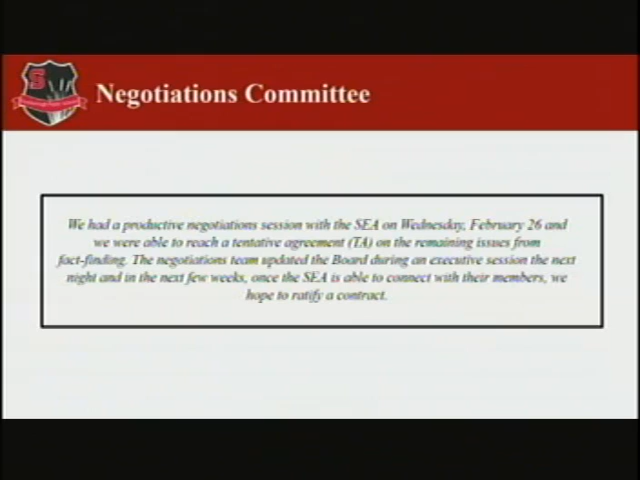 S
Negotiations Committee
We had a productive negotiations session with the SEA on Wednesday, February 26 and
we were able to reach a tentative agreement (TA) on the remaining issues from
fact-finding. The negotiations team updated the Board during an executive session the next
night and in the next few weeks, once the SEA is able to connect with their members, we
hope to ratify a contract.